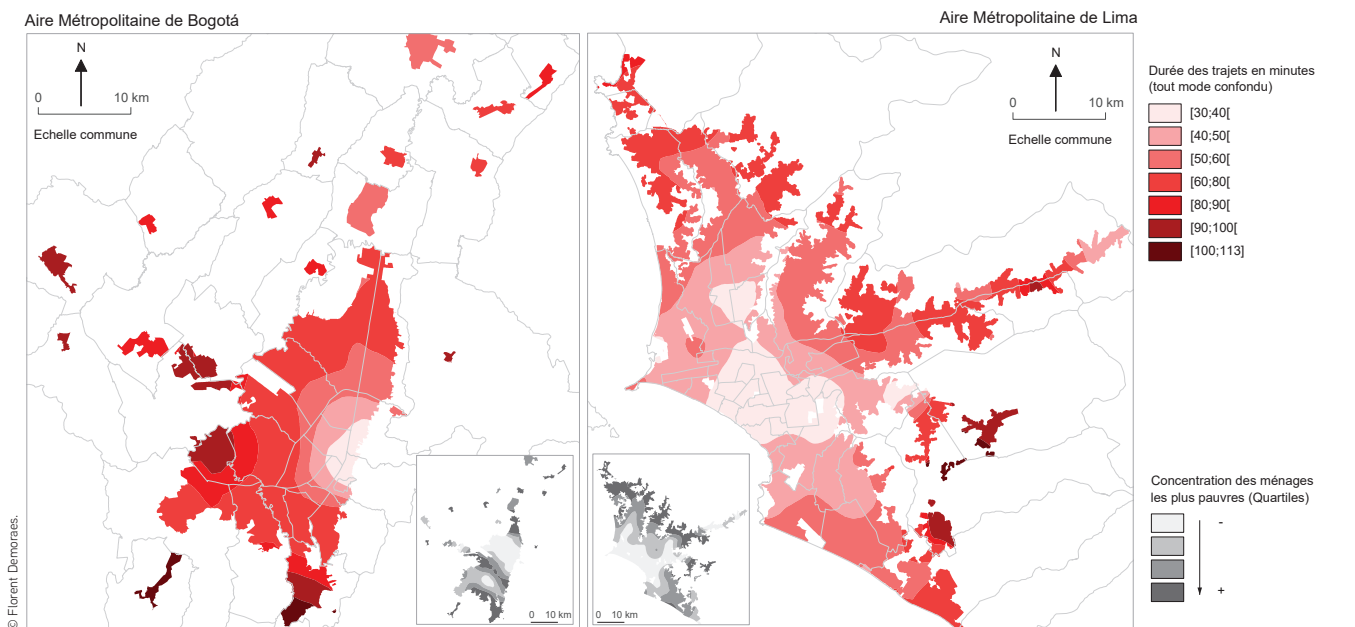 Aire Métropolitaine de Bogotá
Aire Métropolitaine de Lima
N
0 10 km
Echelle commune
N
0 10 km
Echelle commune
Durée des trajets en minutes
(tout mode confondu)
[30;40[
[40;50[
[50;60[
[60;80[
[80;90[
[90;100[
[100;113]
Concentration des ménages
les plus pauvres (Quartiles)
-
+
0 10 km
0 10 km
© Florent Demoraes.